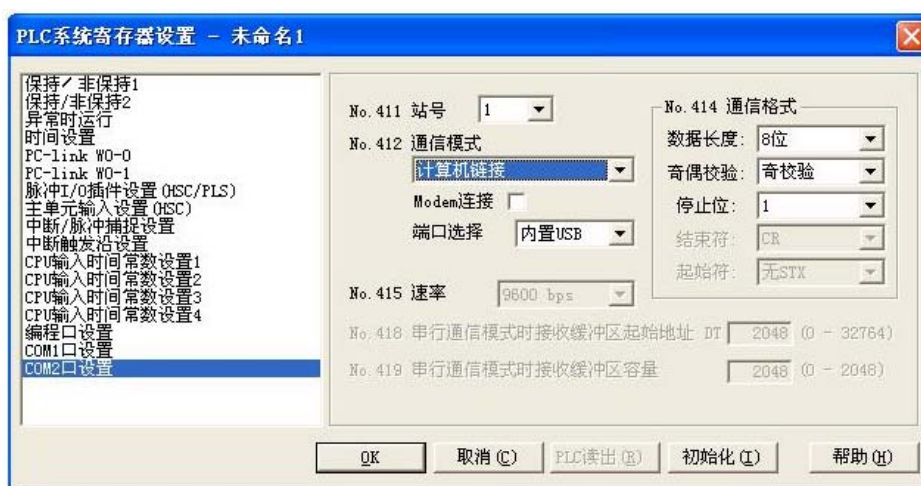 PLC系统寄存器设置 - 未命名1
保持/ 非保持1
保持/非保持2
异常时运行
时间设置
PC-link W0-0
PC-link W0-1
脉冲I/O插件设置(HSC/PLS)
主单元输入设置(HSC)
中断/脉冲捕捉设置
中断触发沿设置
CPU输入时间常数设置1
CPU输入时间常数设置2
CPU输入时间常数设置3
CPU输入时间常数设置4
编程口设置
COM1口设置
COM2口设置
No.411 站号 1
No.412 通信模式
计算机链接
Modem连接
端口选择 内置USB
No.414 通信格式
数据长度: 8位
奇偶校验: 奇校验
停止位: 1
结束符: CR
起始符: 无STX
No.415 速率 9600 bps
No.418 串行通信模式时接收缓冲区起始地址 DT 2048 (0 - 32764)
No.419 串行通信模式时接收缓冲区容量 2048 (0 - 2048)
OK 取消(C) PLC读出(R) 初始化(I) 帮助(H)